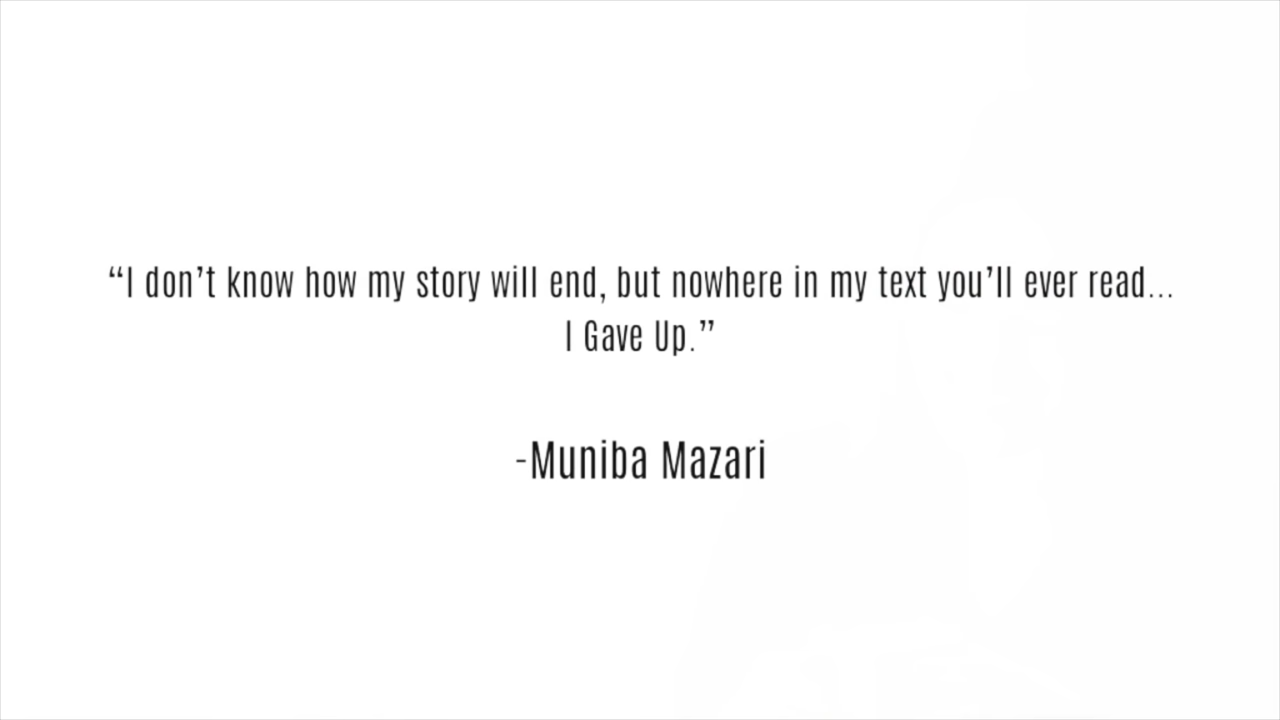 “I don’t know how my story will end, but nowhere in my text you’ll ever read...
I Gave Up.”
-Muniba Mazari